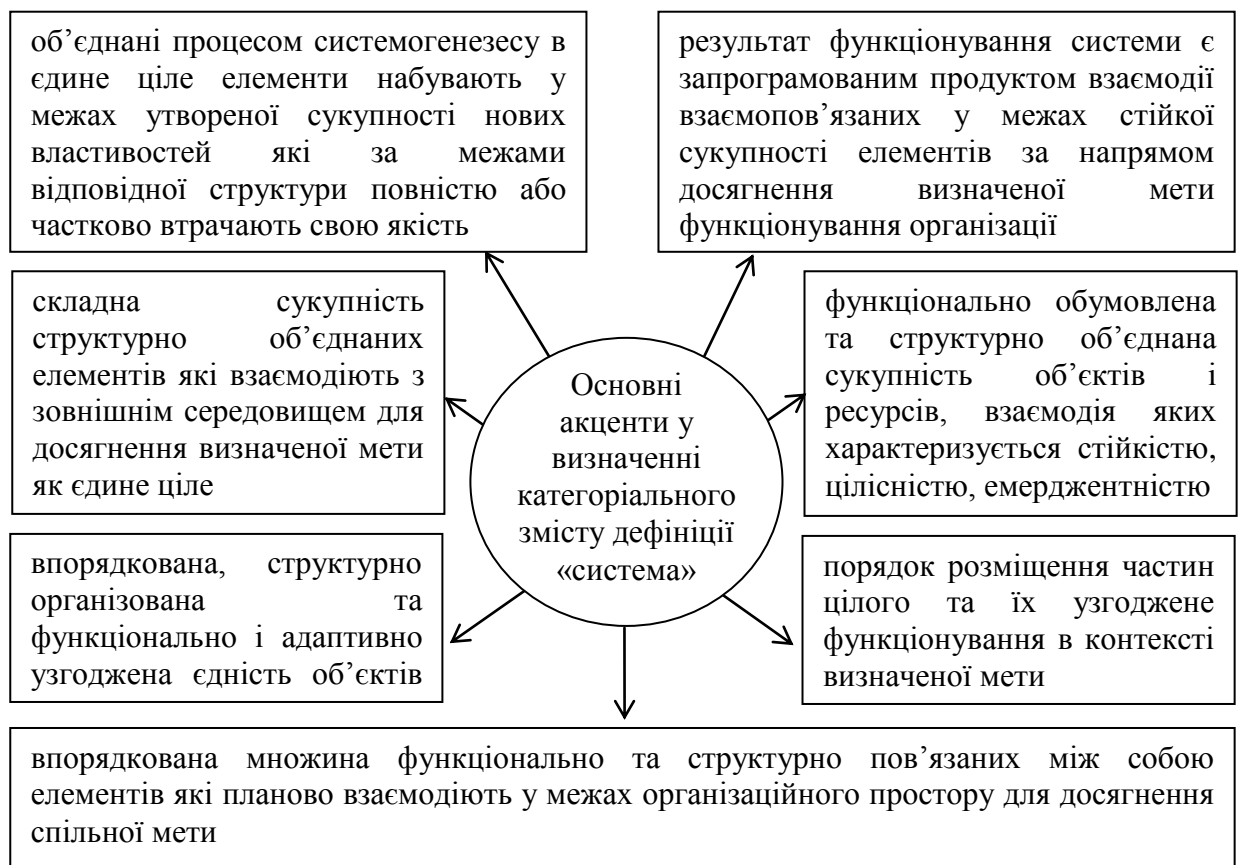 об’єднані процесом системогенезесу в
єдине ціле елементи набувають у
межах утвореної сукупності нових
властивостей які за межами
відповідної структури повністю або
частково втрачають свою якість
результат функціонування системи є
запрограмованим продуктом взаємодії
взаємопов’язаних у межах стійкої
сукупності елементів за напрямом
досягнення визначеної мети
функціонування організації
складна сукупність
структурно об’єднаних
елементів які взаємодіють з
зовнішнім середовищем для
досягнення визначеної мети
як єдине ціле
Основні
акценти у
визначенні
категоріального
змісту дефініції
«система»
функціонально обумовлена
та структурно об’єднана
сукупність об’єктів і
ресурсів, взаємодія яких
характеризується стійкістю,
цілісністю, емерджентністю
впорядкована, структурно
організована та
функціонально і адаптивно
узгоджена єдність об’єктів
порядок розміщення частин
цілого та їх узгоджене
функціонування в контексті
визначеної мети
впорядкована множина функціонально та структурно пов’язаних між собою
елементів які планово взаємодіють у межах організаційного простору для досягнення
спільної мети